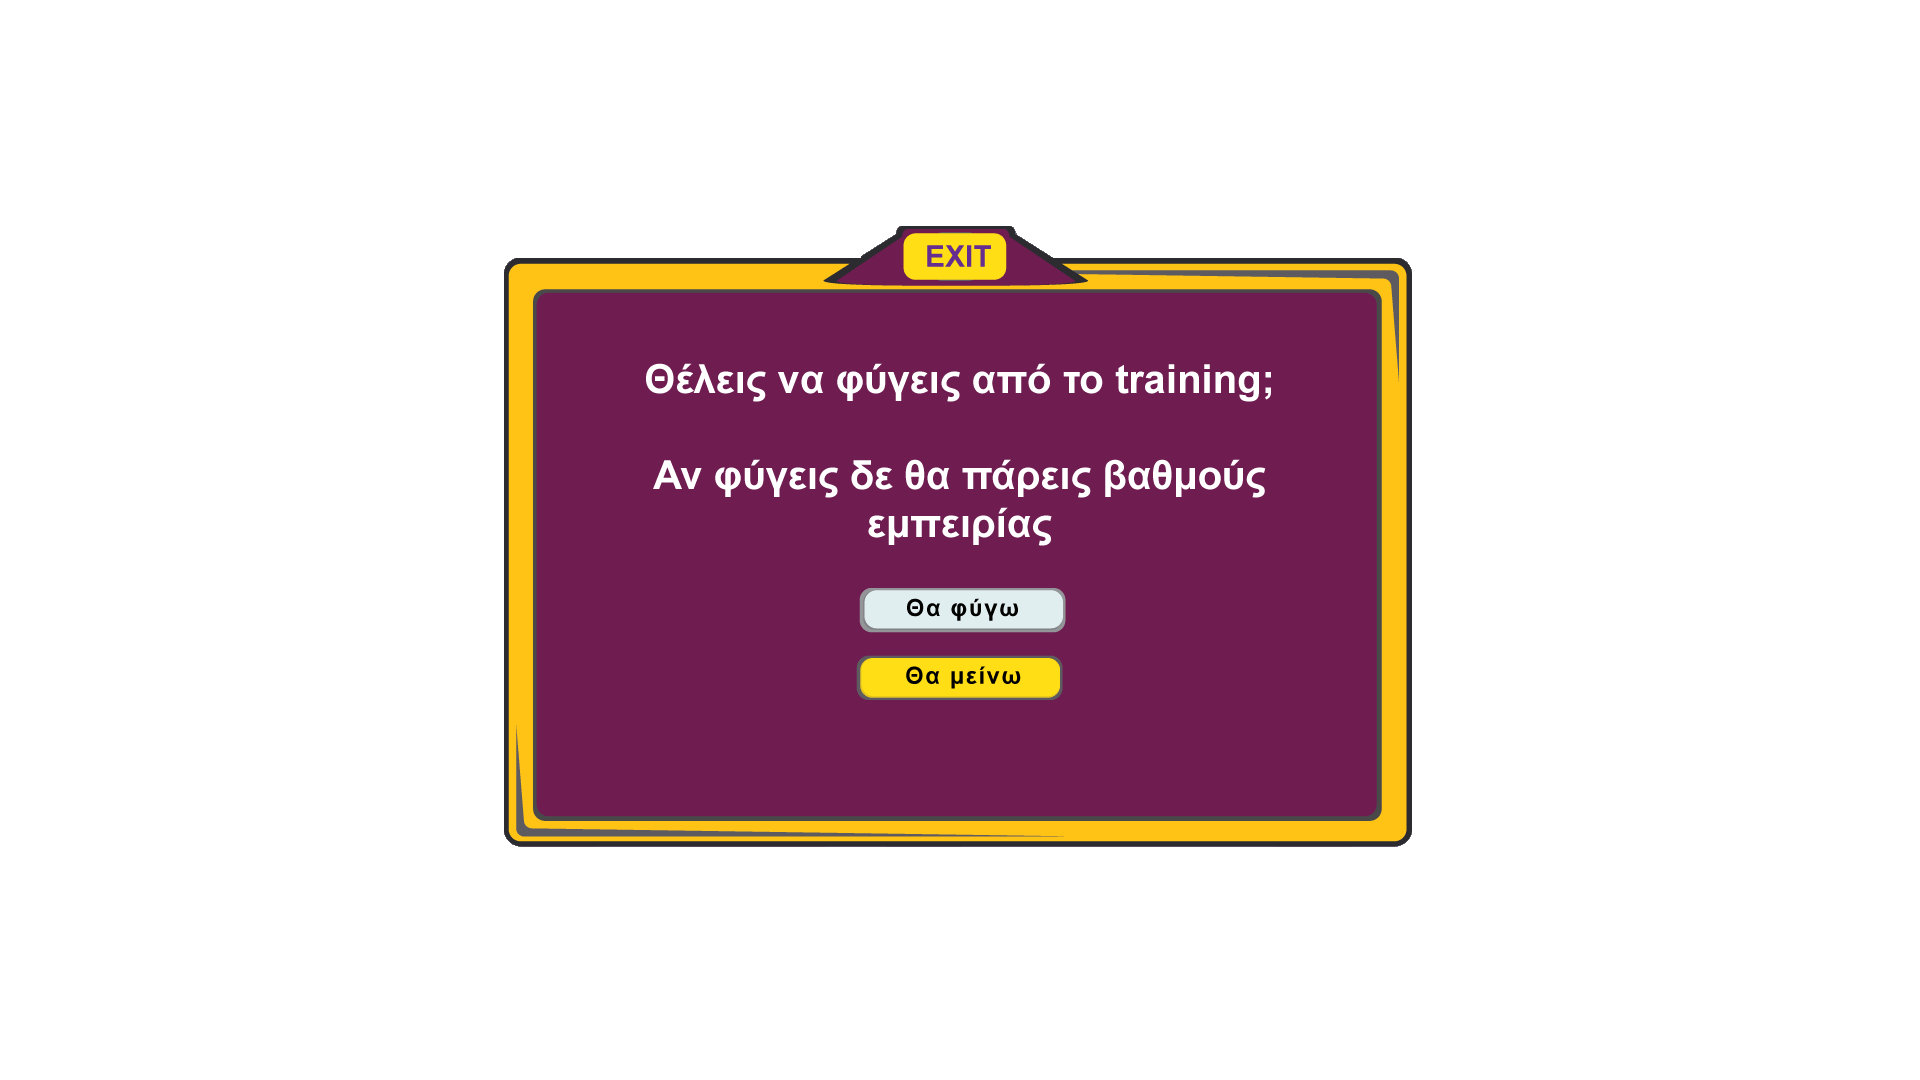 EXIT
Θέλεις να φύγεις από το training;
Αν φύγεις δε θα πάρεις βαθμούς
εμπειρίας
Θα φύγω
Θα μείνω